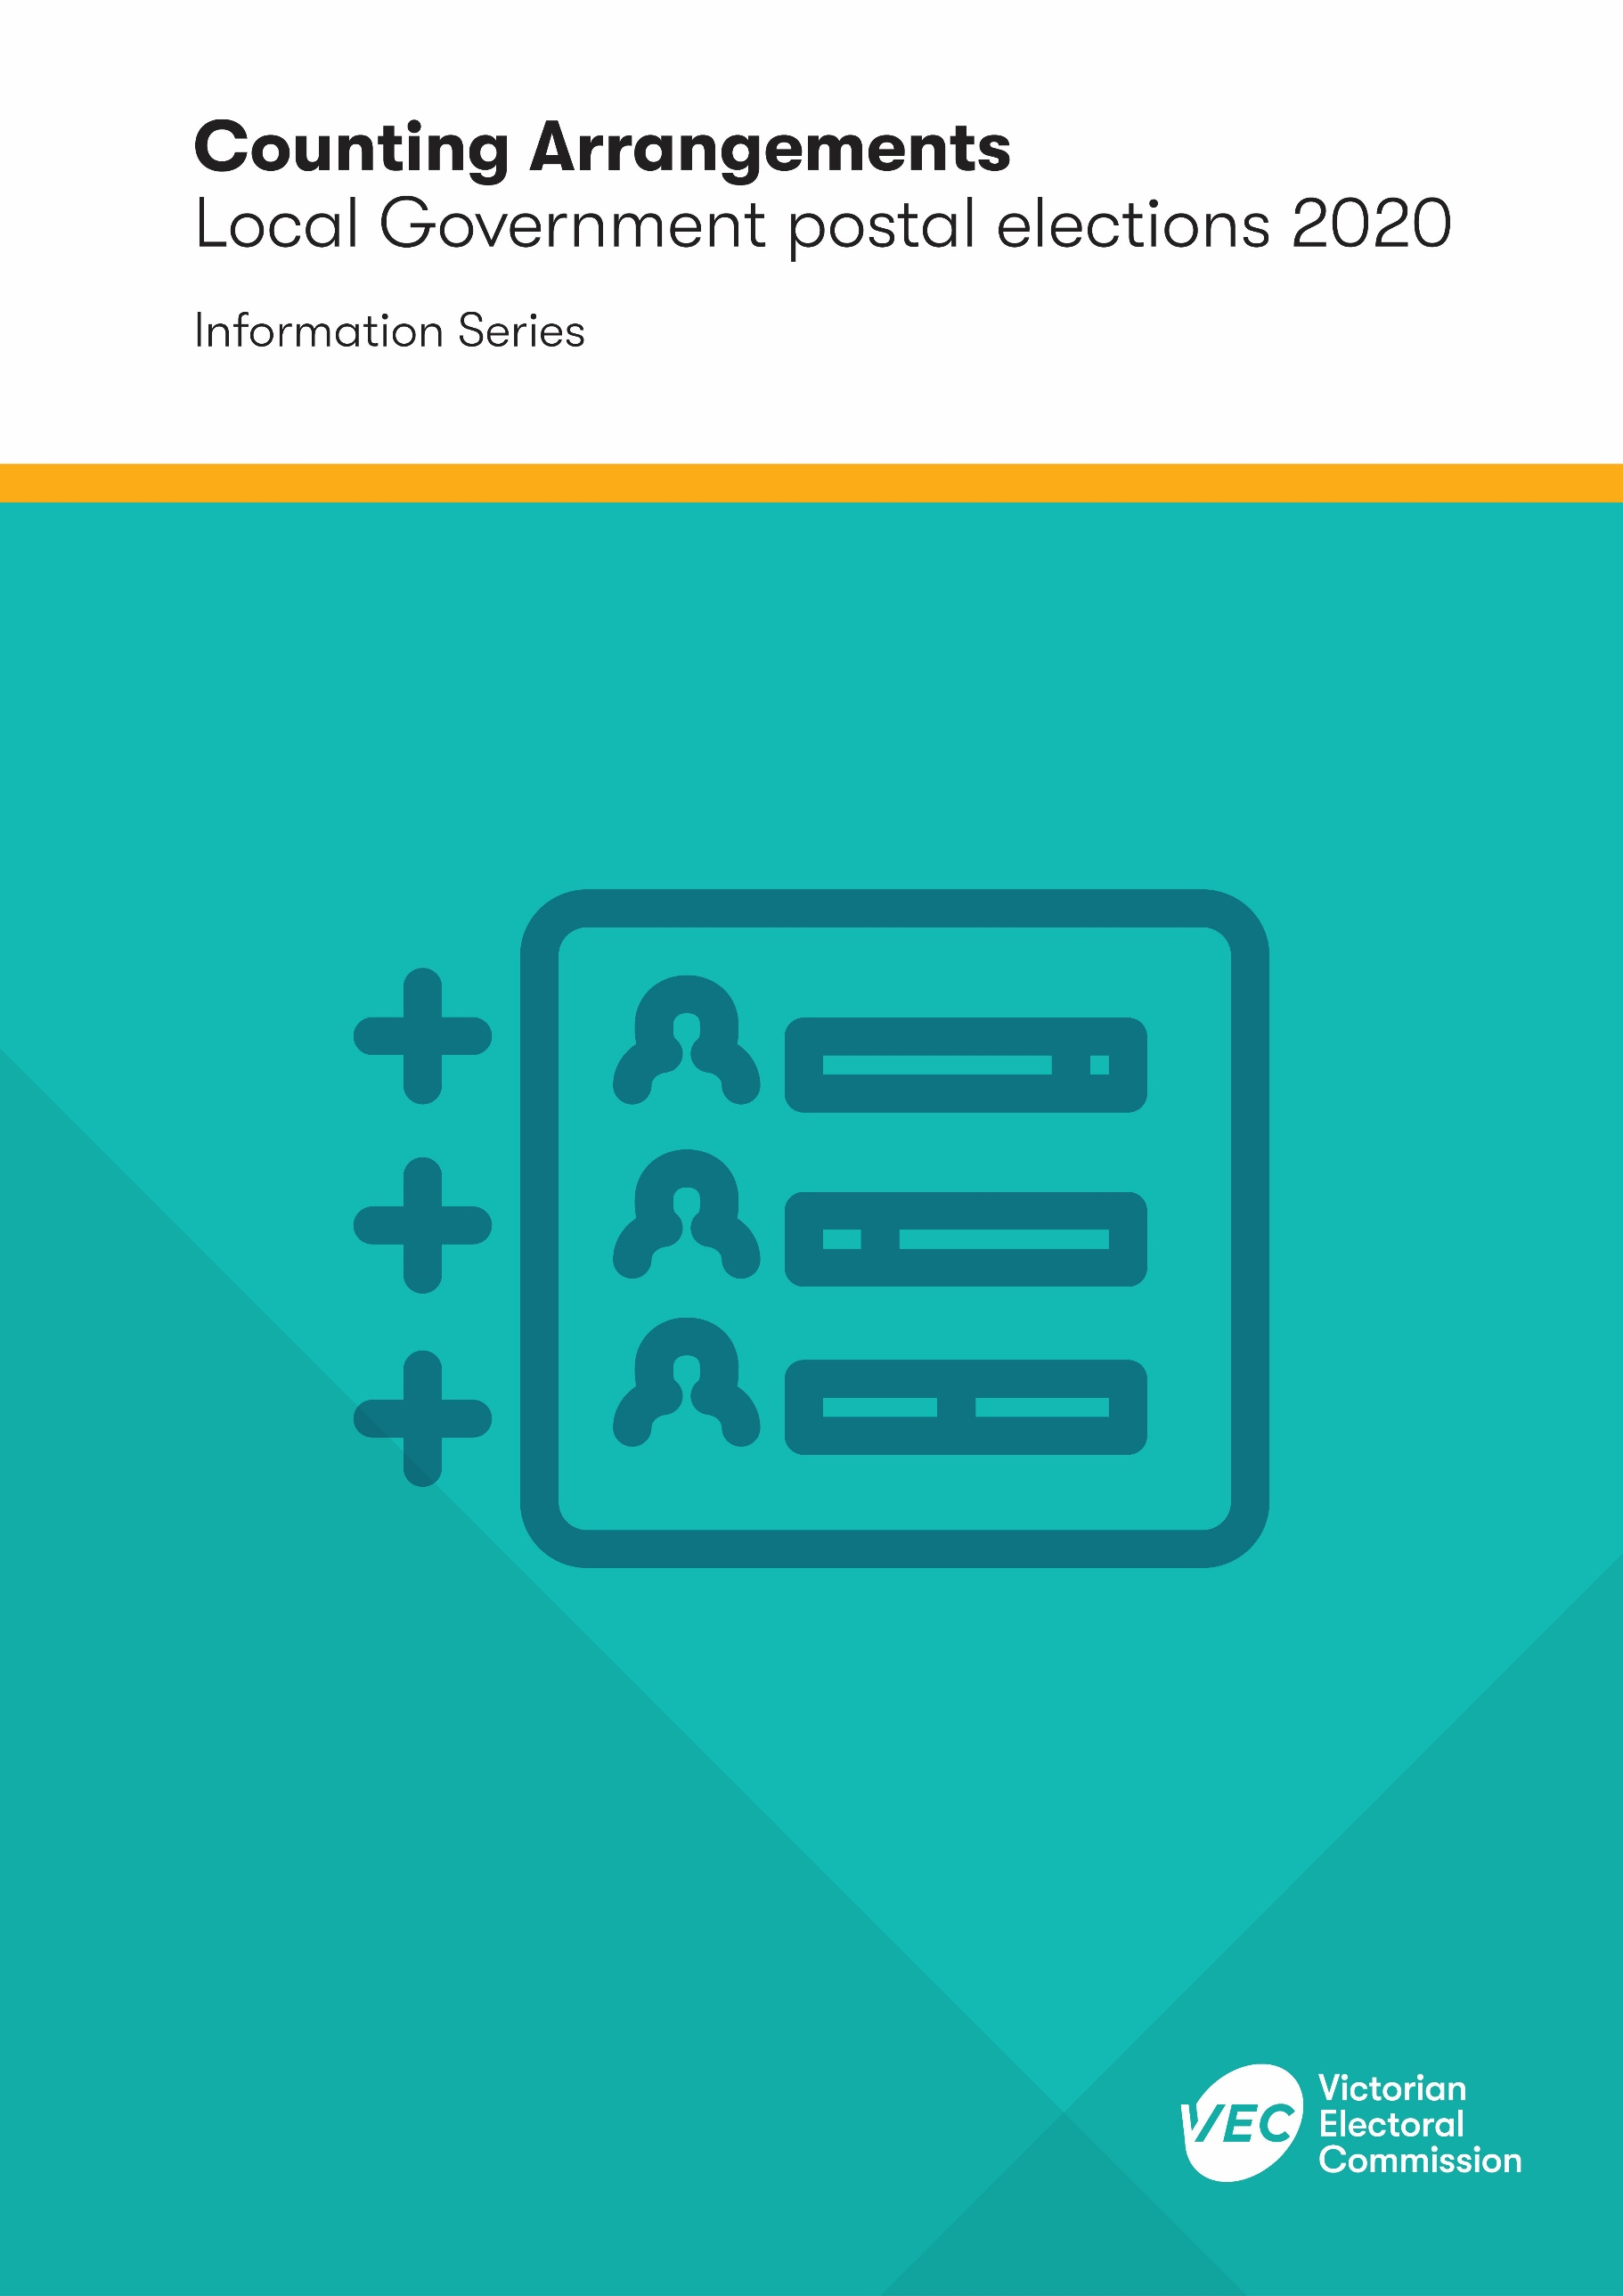 Counting Arrangements
Local Government postal elections 2020
Information Series
VEC
Victorian
Electoral
Commission